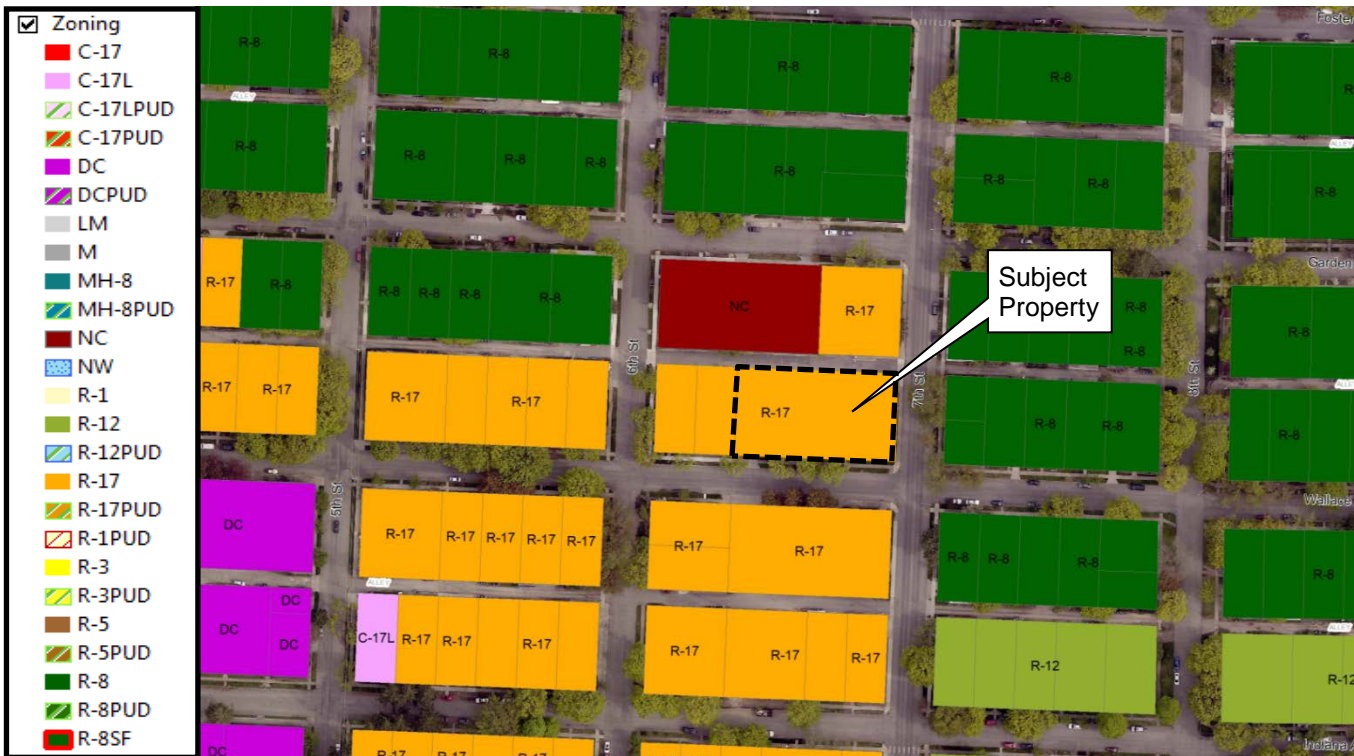 Zoning
C-17
C-17L
C-17LPUD
C-17PUD
DC
DCPUD
LM
M
MH-8
MH-8PUD
NC
NW
R-1
R-12
R-12PUD
R-17
R-17PUD
R-1PUD
R-3
R-3PUD
R-5
R-5PUD
R-8
R-8PUD
R-8SF
Foster
R-8 R-8 R-8 R-8
ALLEY ALLEY
R-8 R-8 R-8 R-8 R-8 R-8 R-8 R-8
Garden
Subject
Property
R-17 R-8 R-8 R-8 R-8 R-8 NC R-17 R-8 R-8 R-8
6th St 7th St 8th St
ALLEY
R-17 R-17 R-17 R-17 R-17 R-8 R-8 R-8
Wallace
5th St
DC R-17 R-17 R-17 R-17 R-17 R-17 R-17 R-8 R-8 R-8 R-8
ALLEY ALLEY
DC DC DC C-17L R-17 R-17 R-17 R-17 R-17 R-17 R-12 R-12
Indiana
DC R-17 R-17 R-17